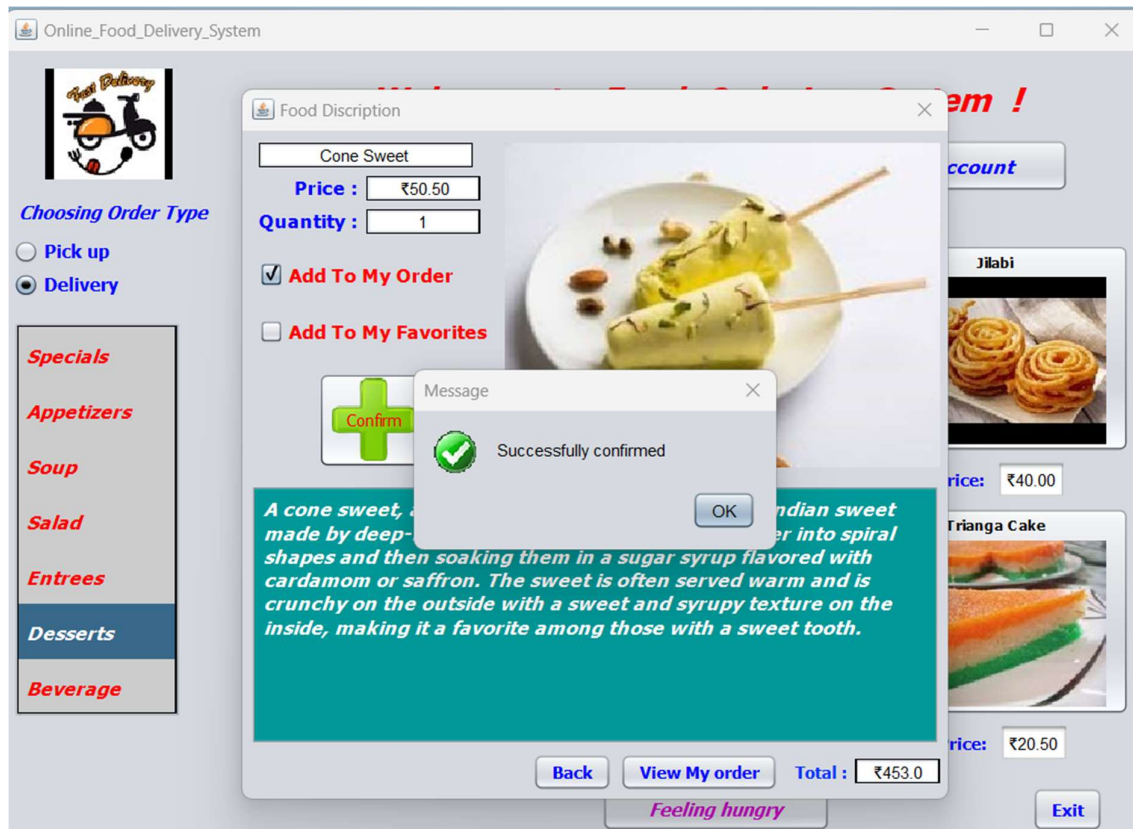 Online_Food_Delivery_System
Fast Delivery
em !
Food Discription
Cone Sweet
Price : ₹50.50
Quantity : 1
ccount
Choosing Order Type
Pick up
Delivery
Add To My Order
Add To My Favorites
Jilabi
Specials
Appetizers
Soup
Salad
Entrees
Desserts
Beverage
Confirm
Message
Successfully confirmed
OK
rice: ₹40.00
A cone sweet, ndian sweet
made by deep- er into spiral
shapes and then soaking them in a sugar syrup flavored with
cardamom or saffron. The sweet is often served warm and is
crunchy on the outside with a sweet and syrupy texture on the
inside, making it a favorite among those with a sweet tooth.
Trianga Cake
rice: ₹20.50
Back
View My order
Total : ₹453.0
Feeling hungry
Exit